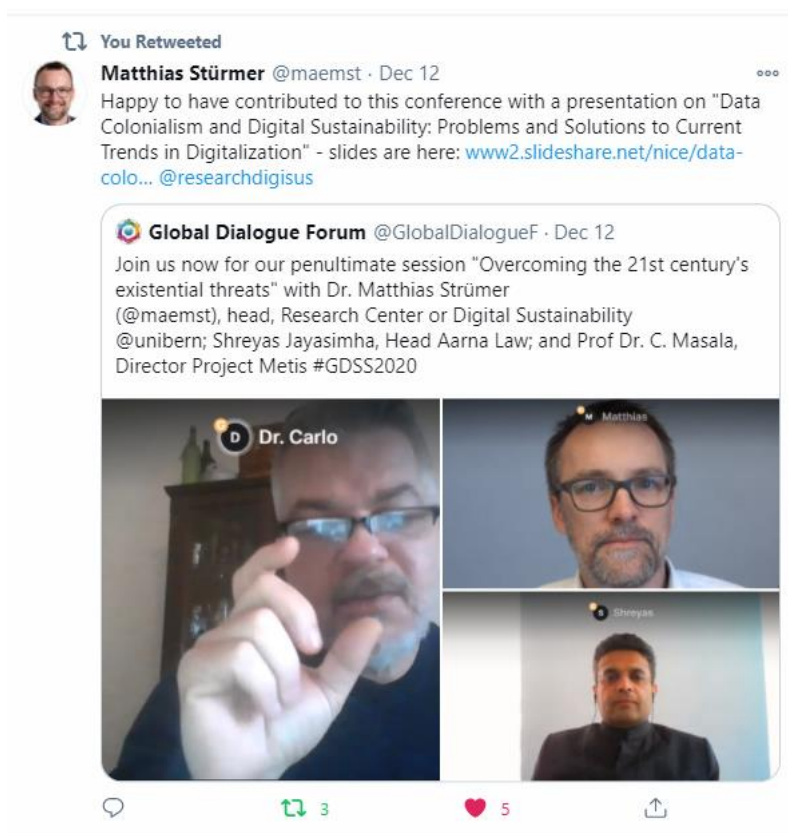 You Retweeted
Matthias Stürmer @maemst · Dec 12
Happy to have contributed to this conference with a presentation on "Data
Colonialism and Digital Sustainability: Problems and Solutions to Current
Trends in Digitalization" - slides are here: www2.slideshare.net/nice/data-
colo... @researchdigisus
Global Dialogue Forum @GlobalDialogueF · Dec 12
Join us now for our penultimate session "Overcoming the 21st century's
existential threats" with Dr. Matthias Strümer
(@maemst), head, Research Center or Digital Sustainability
@unibern; Shreyas Jayasimha, Head Aarna Law; and Prof Dr. C. Masala,
Director Project Metis #GDSS2020
D Dr. Carlo
M Matthias
S Shreyas
3 5